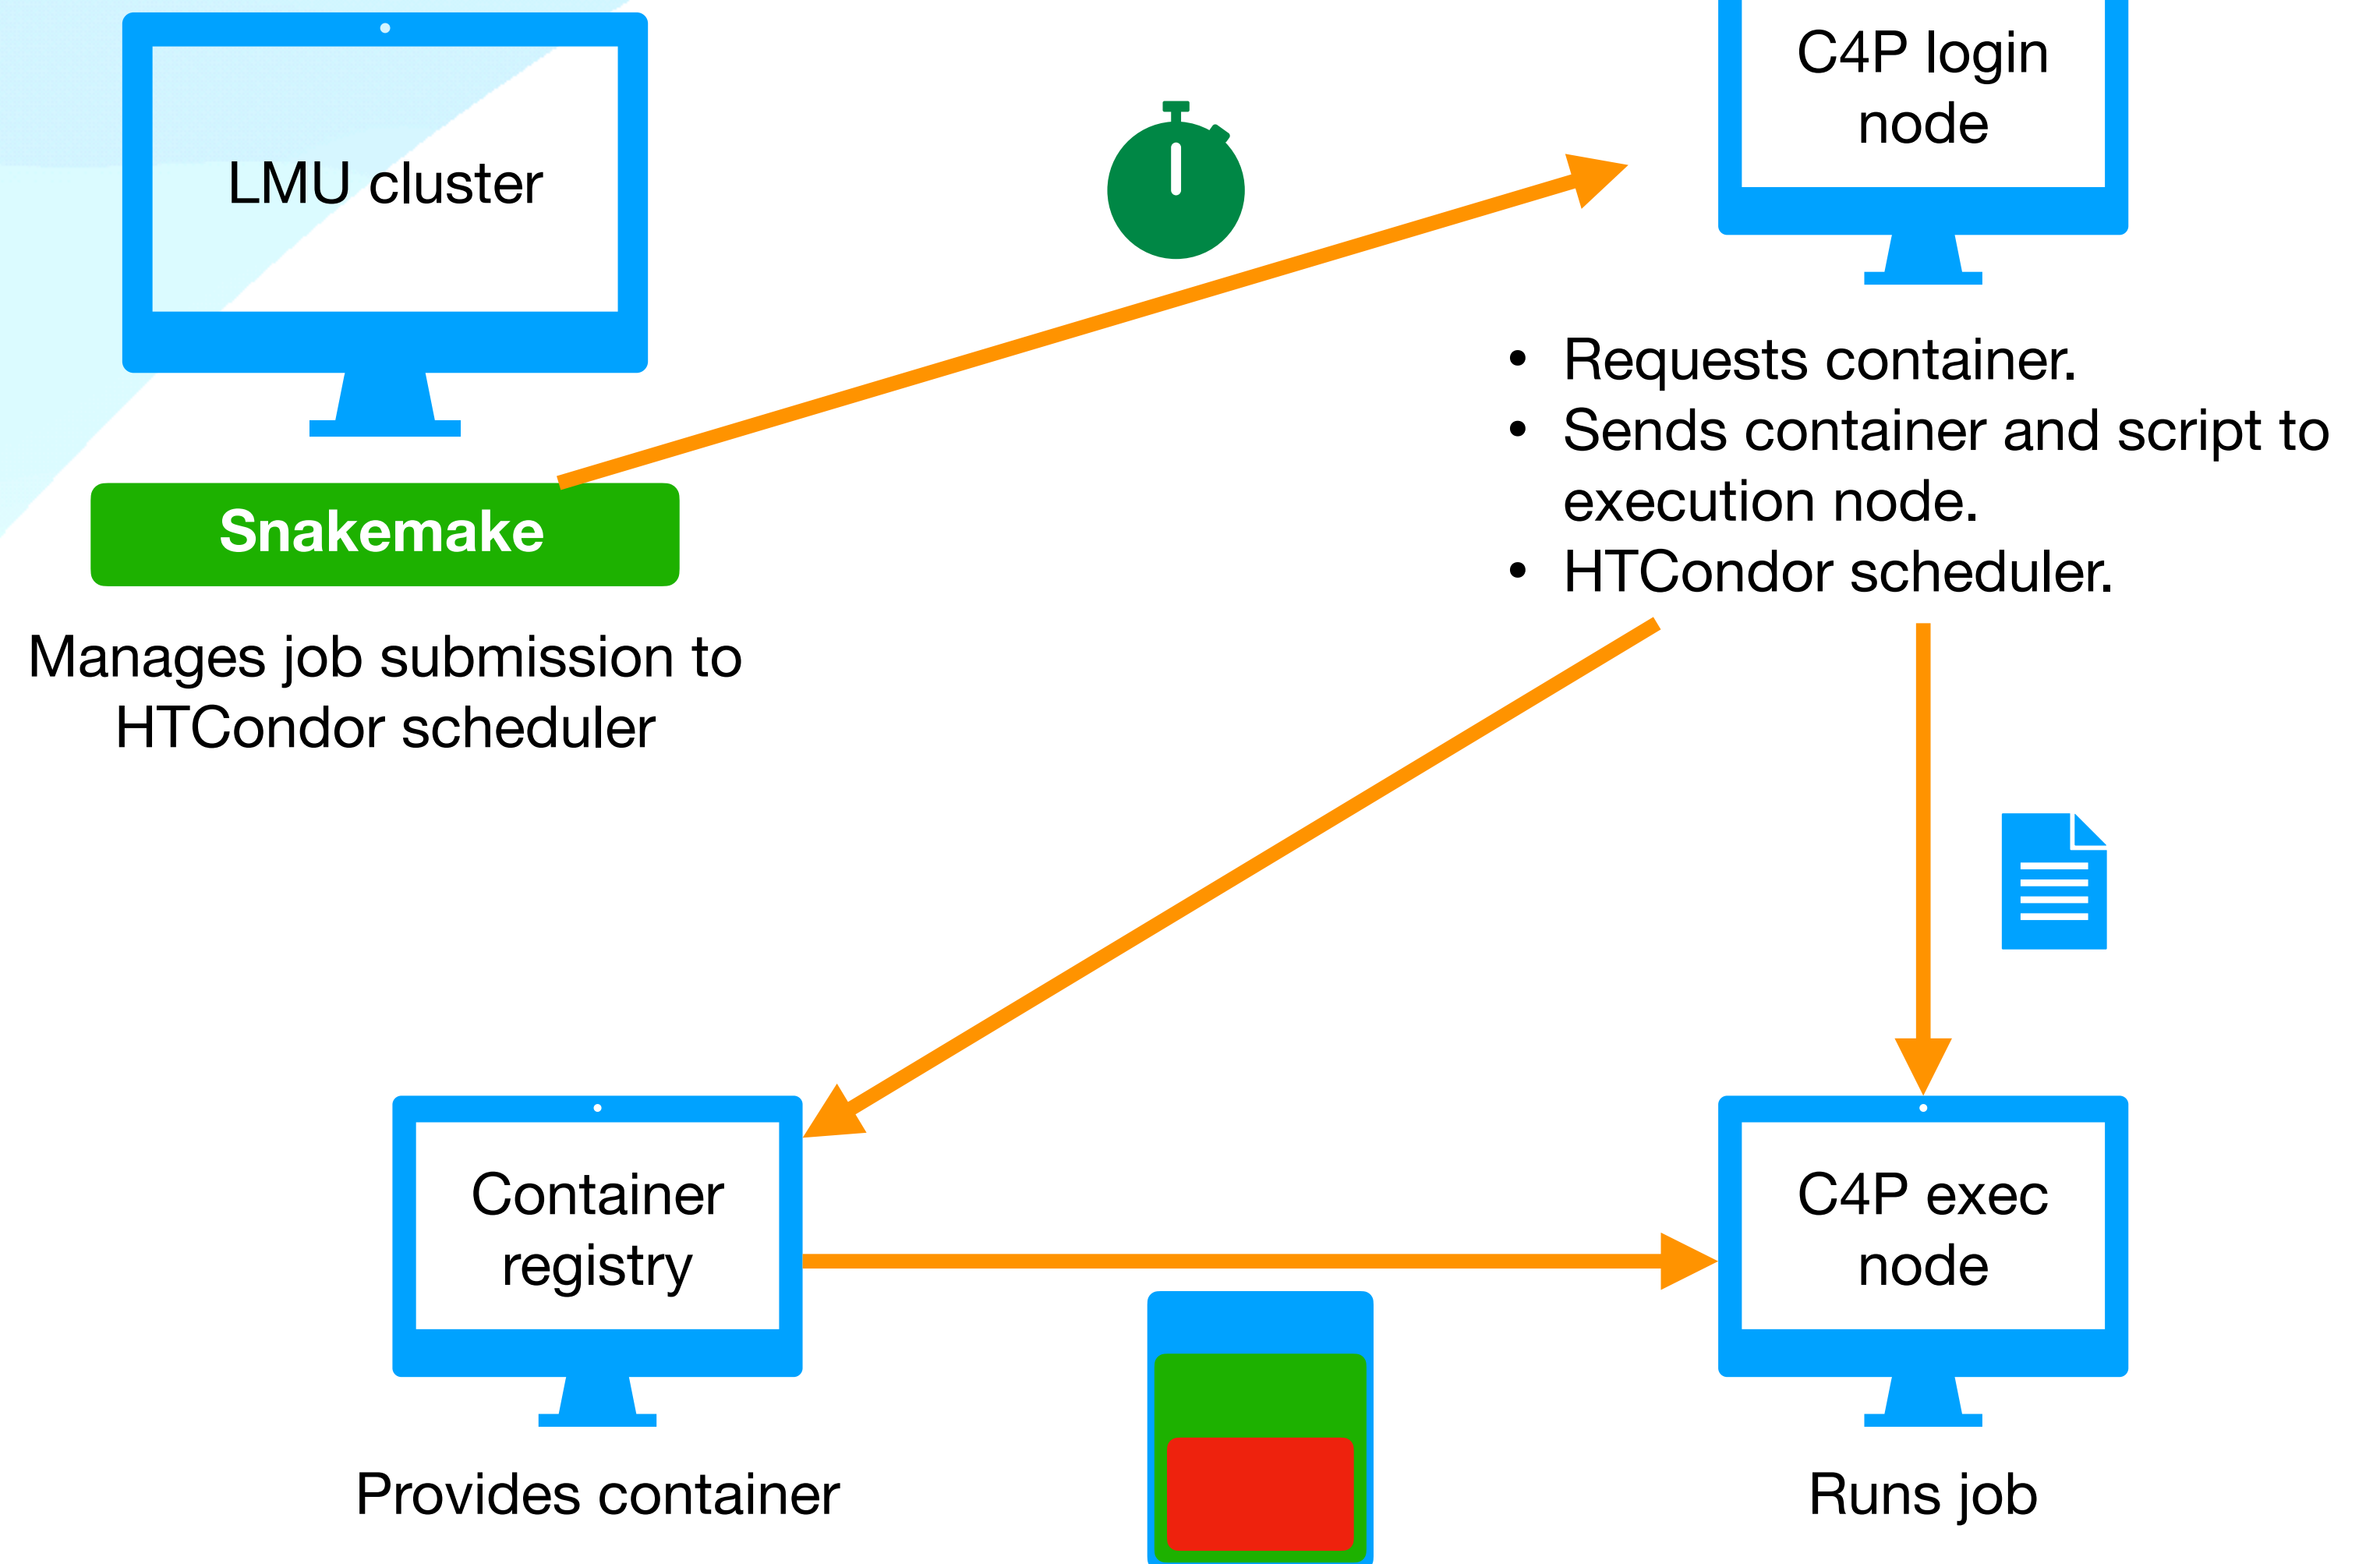 LMU cluster
Snakemake
Manages job submission to
HTCondor scheduler
C4P login
node
• Requests container.
• Sends container and script to
execution node.
• HTCondor scheduler.
Container
registry
Provides container
C4P exec
node
Runs job